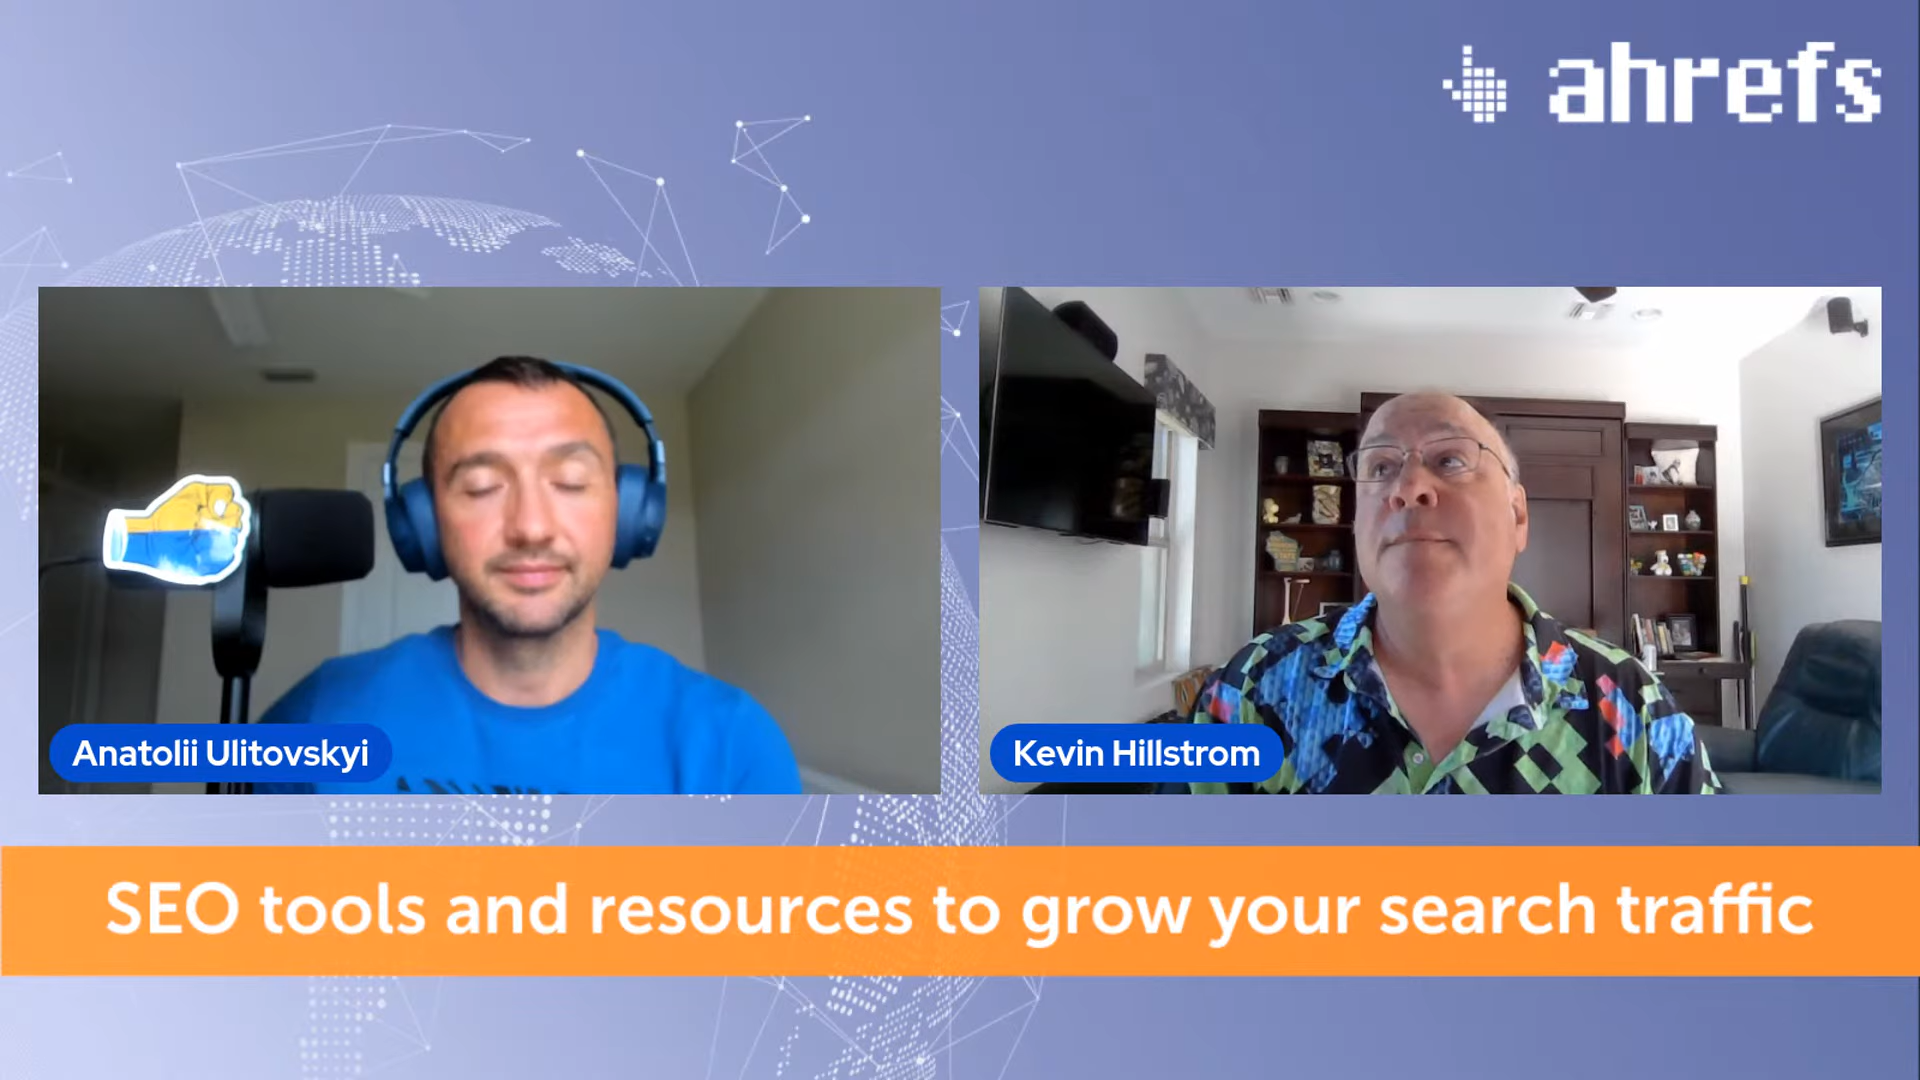 ahrefs
Anatolii Ulitovskyi
Kevin Hillstrom
SEO tools and resources to grow your search traffic